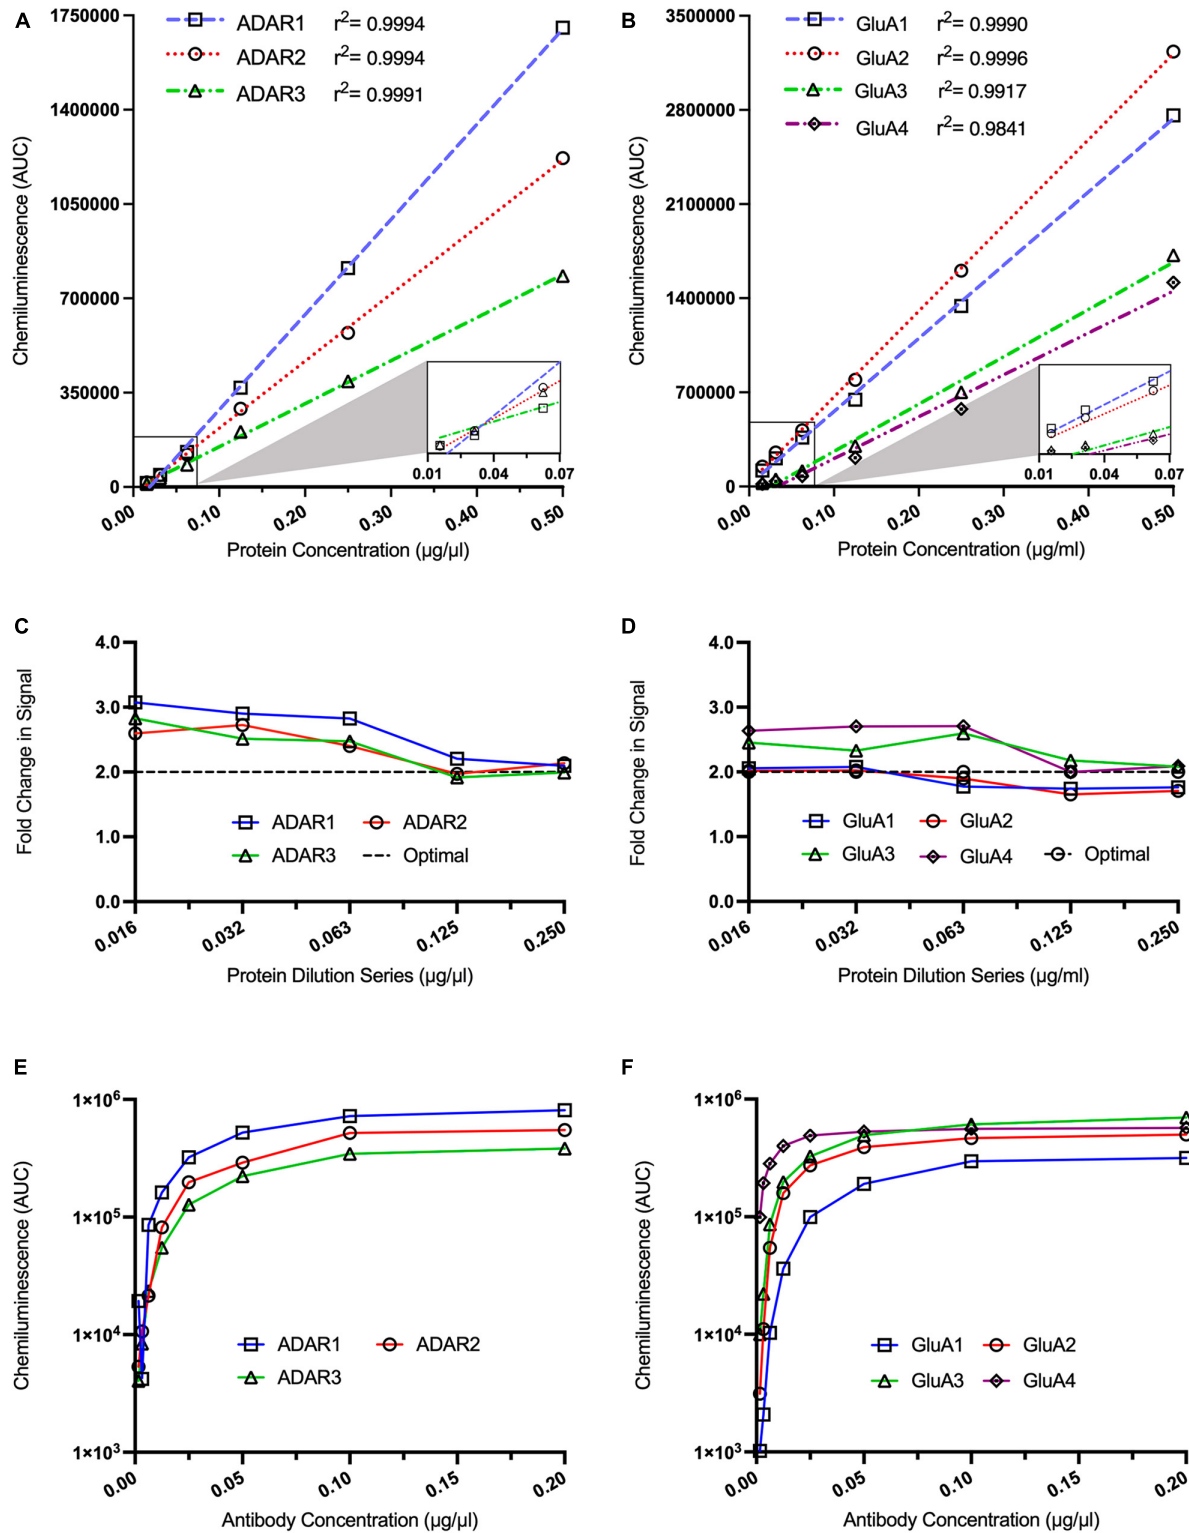 A
1750000
1400000
1050000
700000
350000
0
Chemiluminescence (AUC)
ADAR1 r²= 0.9994
ADAR2 r²= 0.9994
ADAR3 r²= 0.9991
0.01 0.04 0.07
0.00 0.10 0.20 0.30 0.40 0.50
Protein Concentration (µg/µl)
B
3500000
2800000
2100000
1400000
700000
0
Chemiluminescence (AUC)
GluA1 r²= 0.9990
GluA2 r²= 0.9996
GluA3 r²= 0.9917
GluA4 r²= 0.9841
0.01 0.04 0.07
0.00 0.10 0.20 0.30 0.40 0.50
Protein Concentration (µg/ml)
C
4.0
3.0
2.0
1.0
0.0
Fold Change in Signal
ADAR1 ADAR2
ADAR3 Optimal
0.016 0.032 0.063 0.125 0.250
Protein Dilution Series (µg/µl)
D
4.0
3.0
2.0
1.0
0.0
Fold Change in Signal
GluA1 GluA2
GluA3 GluA4 Optimal
0.016 0.032 0.063 0.125 0.250
Protein Dilution Series (µg/ml)
E
1×10⁶
1×10⁵
1×10⁴
1×10³
Chemiluminescence (AUC)
ADAR1 ADAR2
ADAR3
0.00 0.05 0.10 0.15 0.20
Antibody Concentration (µg/µl)
F
1×10⁶
1×10⁵
1×10⁴
1×10³
Chemiluminescence (AUC)
GluA1 GluA2
GluA3 GluA4
0.00 0.05 0.10 0.15 0.20
Antibody Concentration (µg/µl)